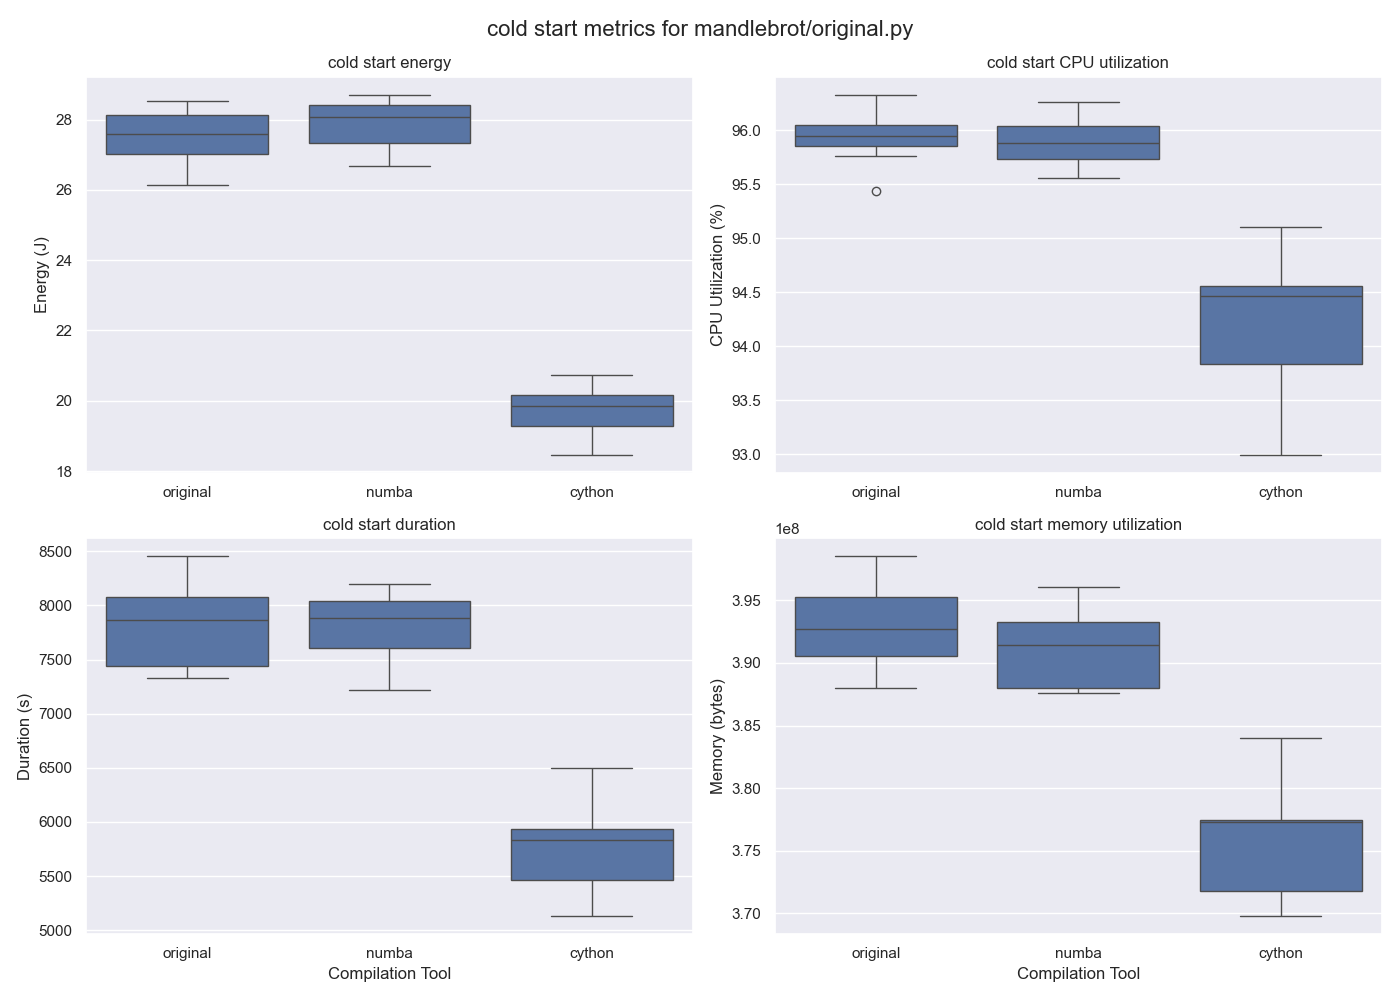 cold start metrics for mandlebrot/original.py
cold start energy
Energy (J)
28
26
24
22
20
18
original numba cython
cold start CPU utilization
CPU Utilization (%)
96.0
95.5
95.0
94.5
94.0
93.5
93.0
original numba cython
cold start duration
Duration (s)
8500
8000
7500
7000
6500
6000
5500
5000
original numba cython
Compilation Tool
cold start memory utilization
1e8
Memory (bytes)
3.95
3.90
3.85
3.80
3.75
3.70
original numba cython
Compilation Tool